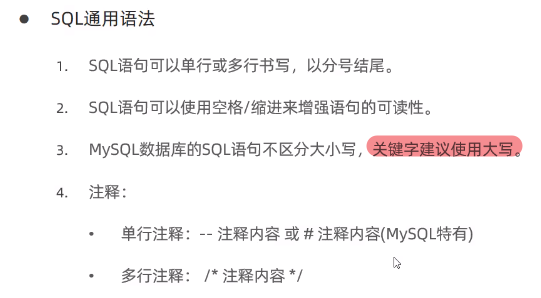 ● SQL通用语法
1. SQL语句可以单行或多行书写，以分号结尾。
2. SQL语句可以使用空格/缩进来增强语句的可读性。
3. MySQL数据库的SQL语句不区分大小写，关键字建议使用大写。
4. 注释：
• 单行注释：-- 注释内容 或 # 注释内容(MySQL特有)
• 多行注释： /* 注释内容 */